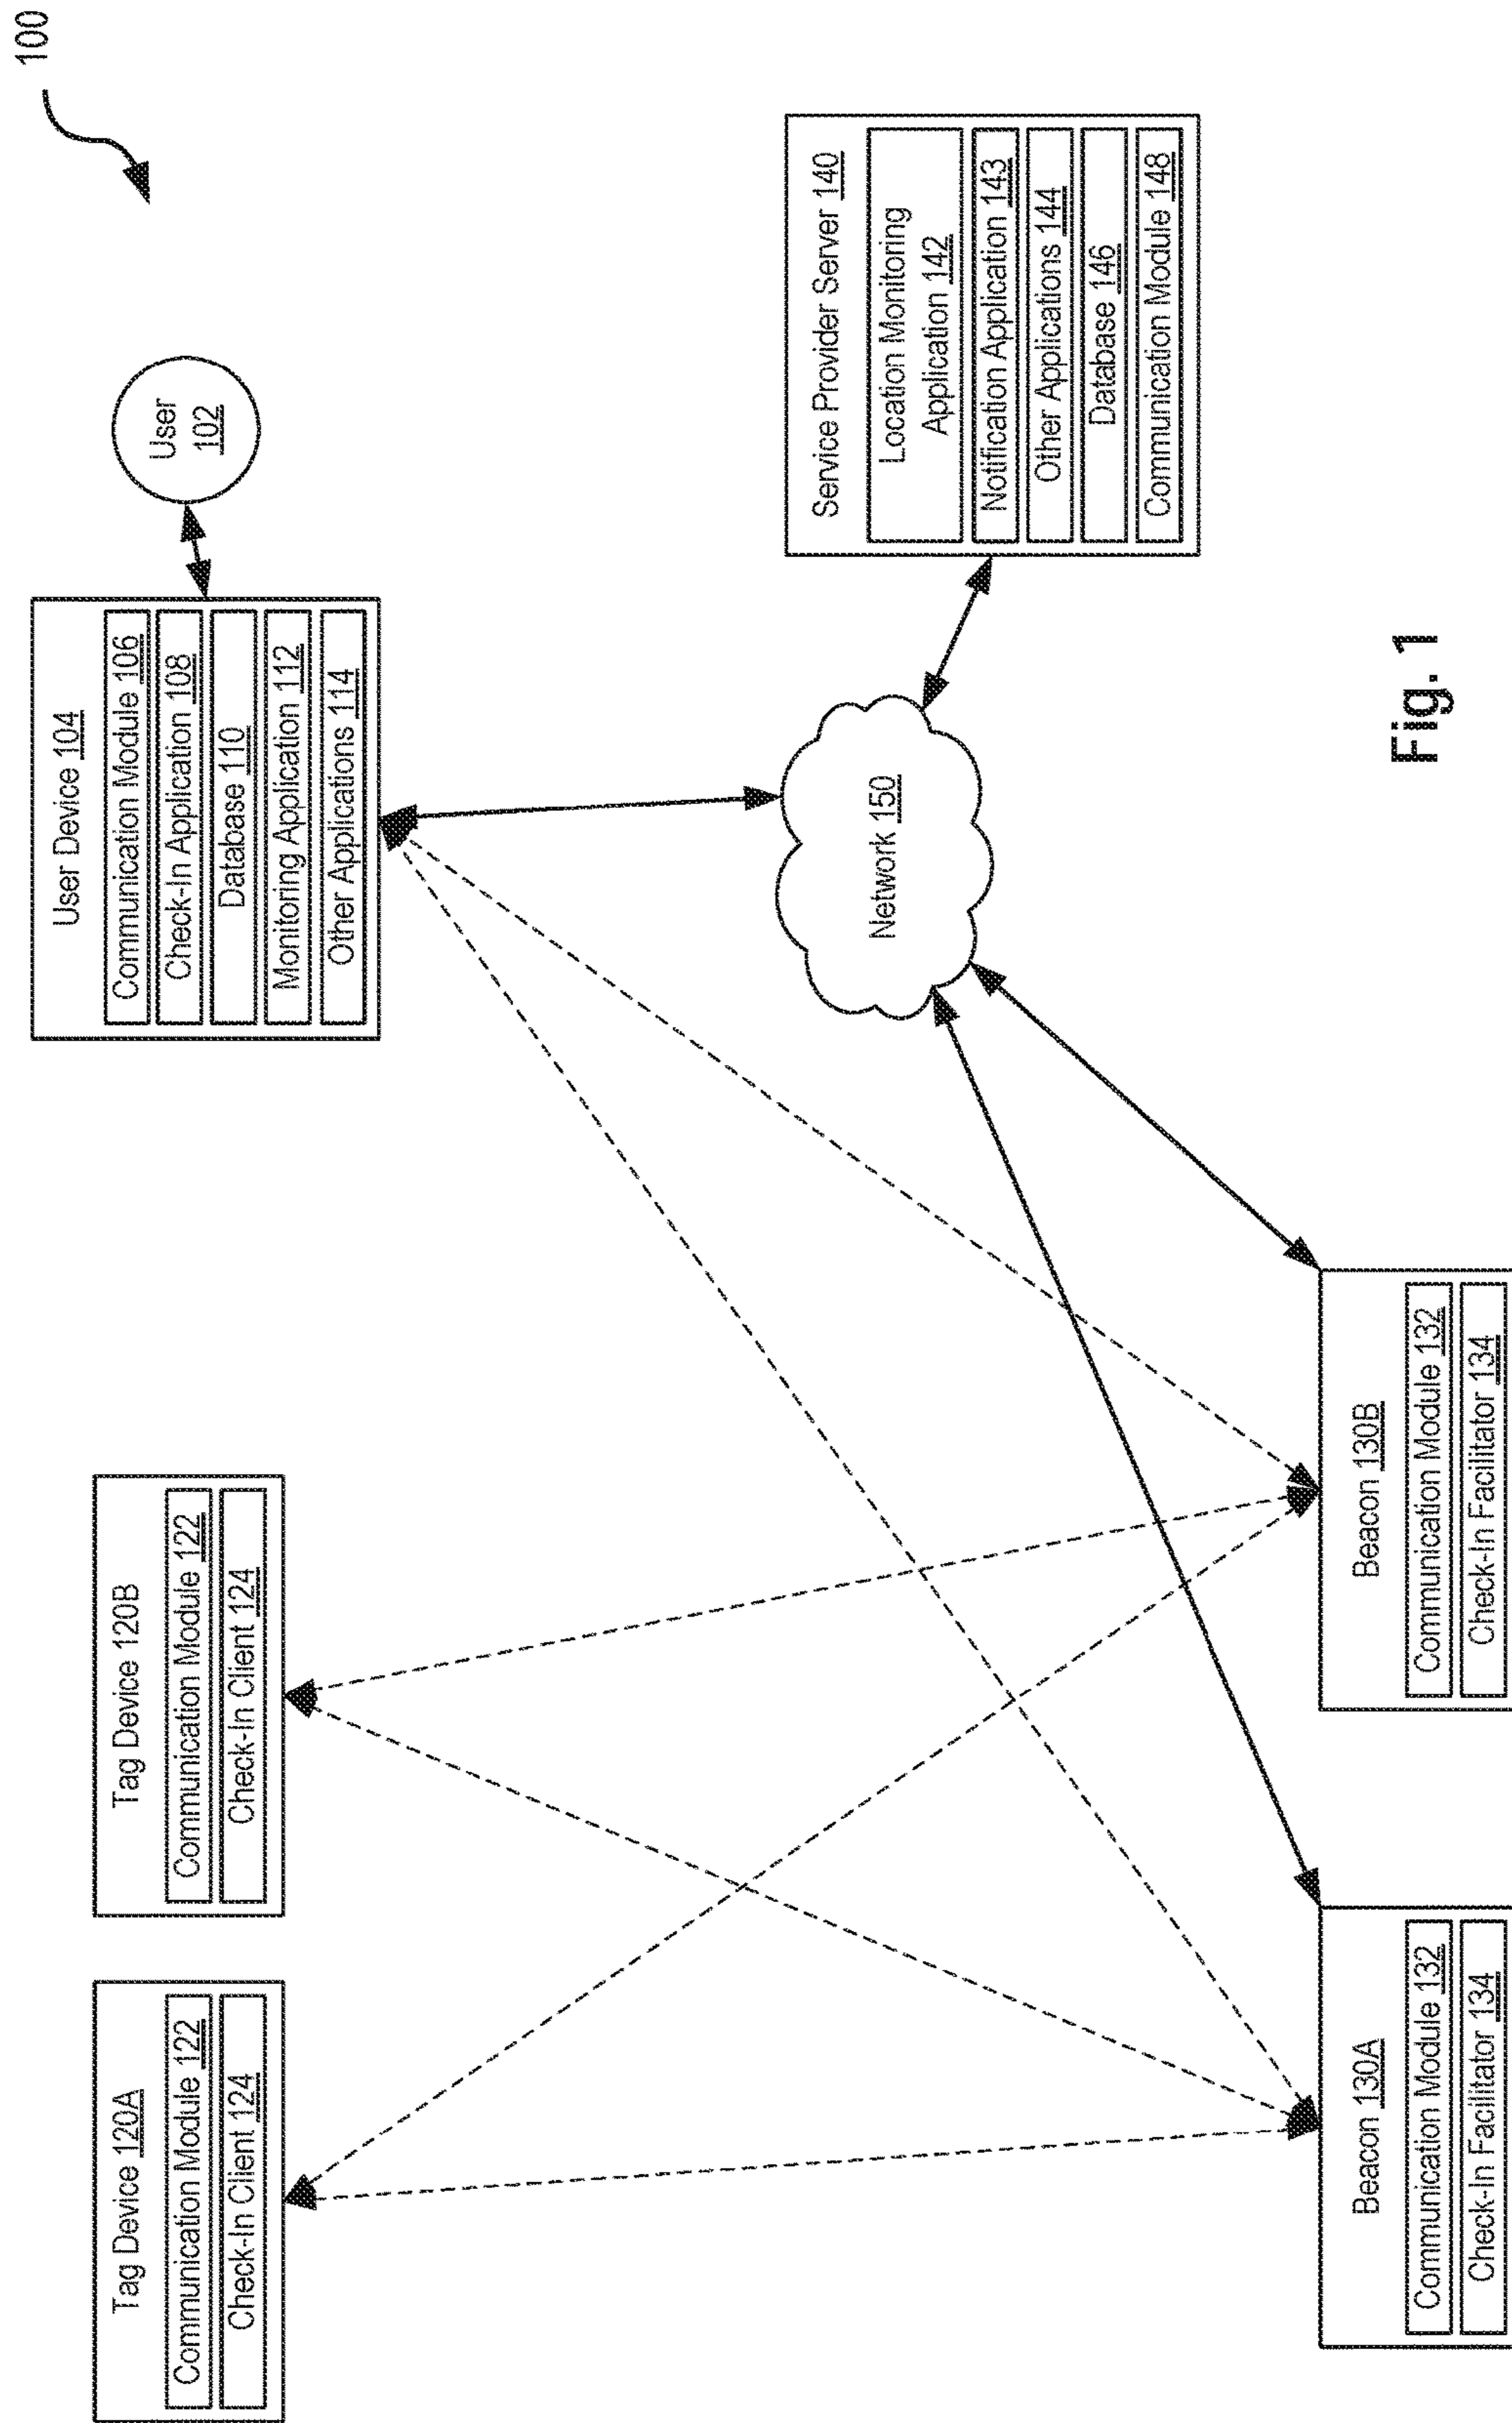 100
User
102
User Device 104
Communication Module 106
Check-In Application 108
Database 110
Monitoring Application 112
Other Applications 114
Tag Device 120A
Communication Module 122
Check-In Client 124
Tag Device 120B
Communication Module 122
Check-In Client 124
Service Provider Server 140
Location Monitoring
Application 142
Notification Application 143
Other Applications 144
Database 146
Communication Module 148
Network 150
Beacon 130A
Communication Module 132
Check-In Facilitator 134
Beacon 130B
Communication Module 132
Check-In Facilitator 134
Fig. 1